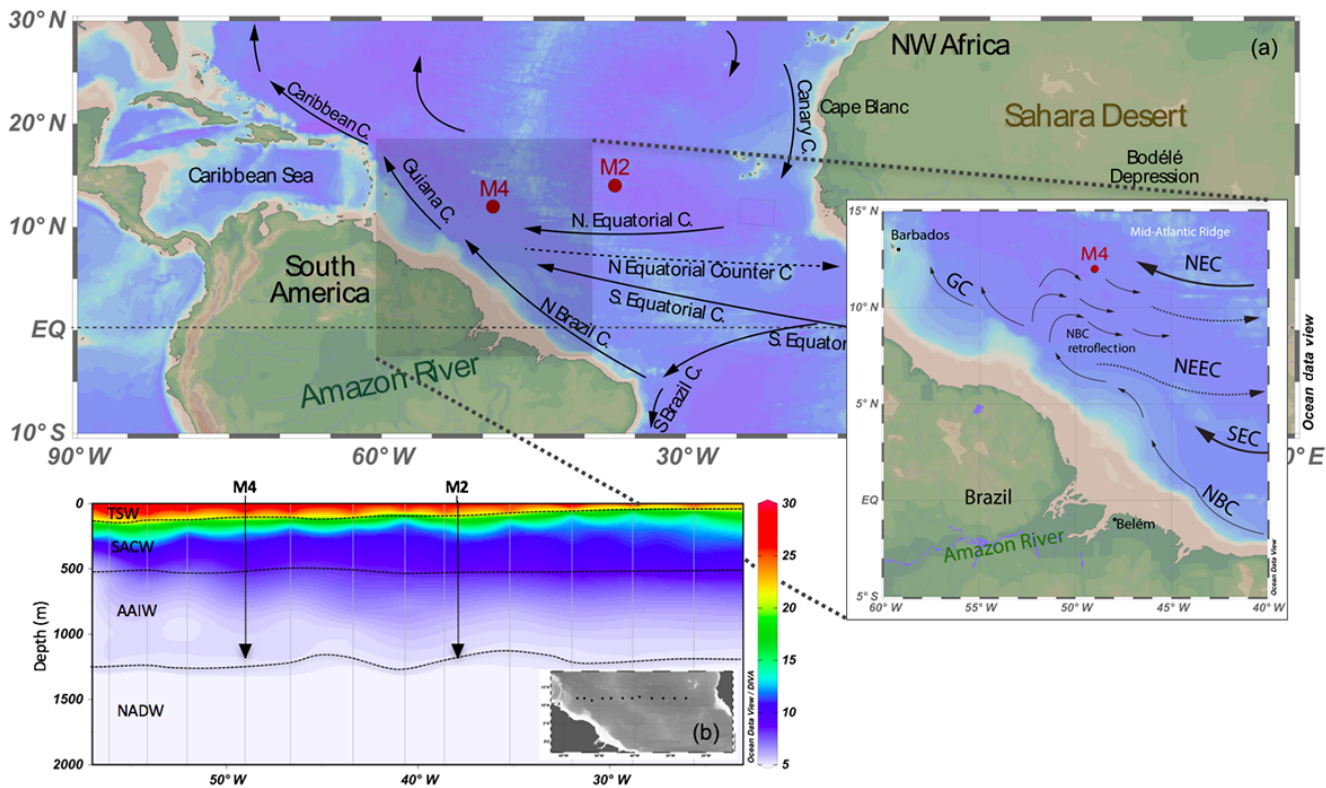 30° N
20° N
10° N
EQ
10° S
90° W
60° W
30° W
0° E
(a)
NW Africa
Cape Blanc
Sahara Desert
Bodélé
Depression
Canary C.
Caribbean C.
Caribbean Sea
Guiana C.
M4
M2
N. Equatorial C.
N Equatorial Counter C
S. Equatorial C.
S. Equator
N Brazil C.
S Brazil C.
South
America
Amazon River
Ocean data view
15° N
10° N
5° N
EQ
5° S
60° W
55° W
50° W
45° W
40° W
Barbados
Mid-Atlantic Ridge
M4
NEC
GC
NBC
retroflection
NEEC
SEC
NBC
Brazil
Belém
Amazon River
Ocean Data View
M4
M2
Depth (m)
0
500
1000
1500
2000
TSW
SACW
AAIW
NADW
50° W
40° W
30° W
30
25
20
15
10
5
Ocean Data View / DIVA
(b)